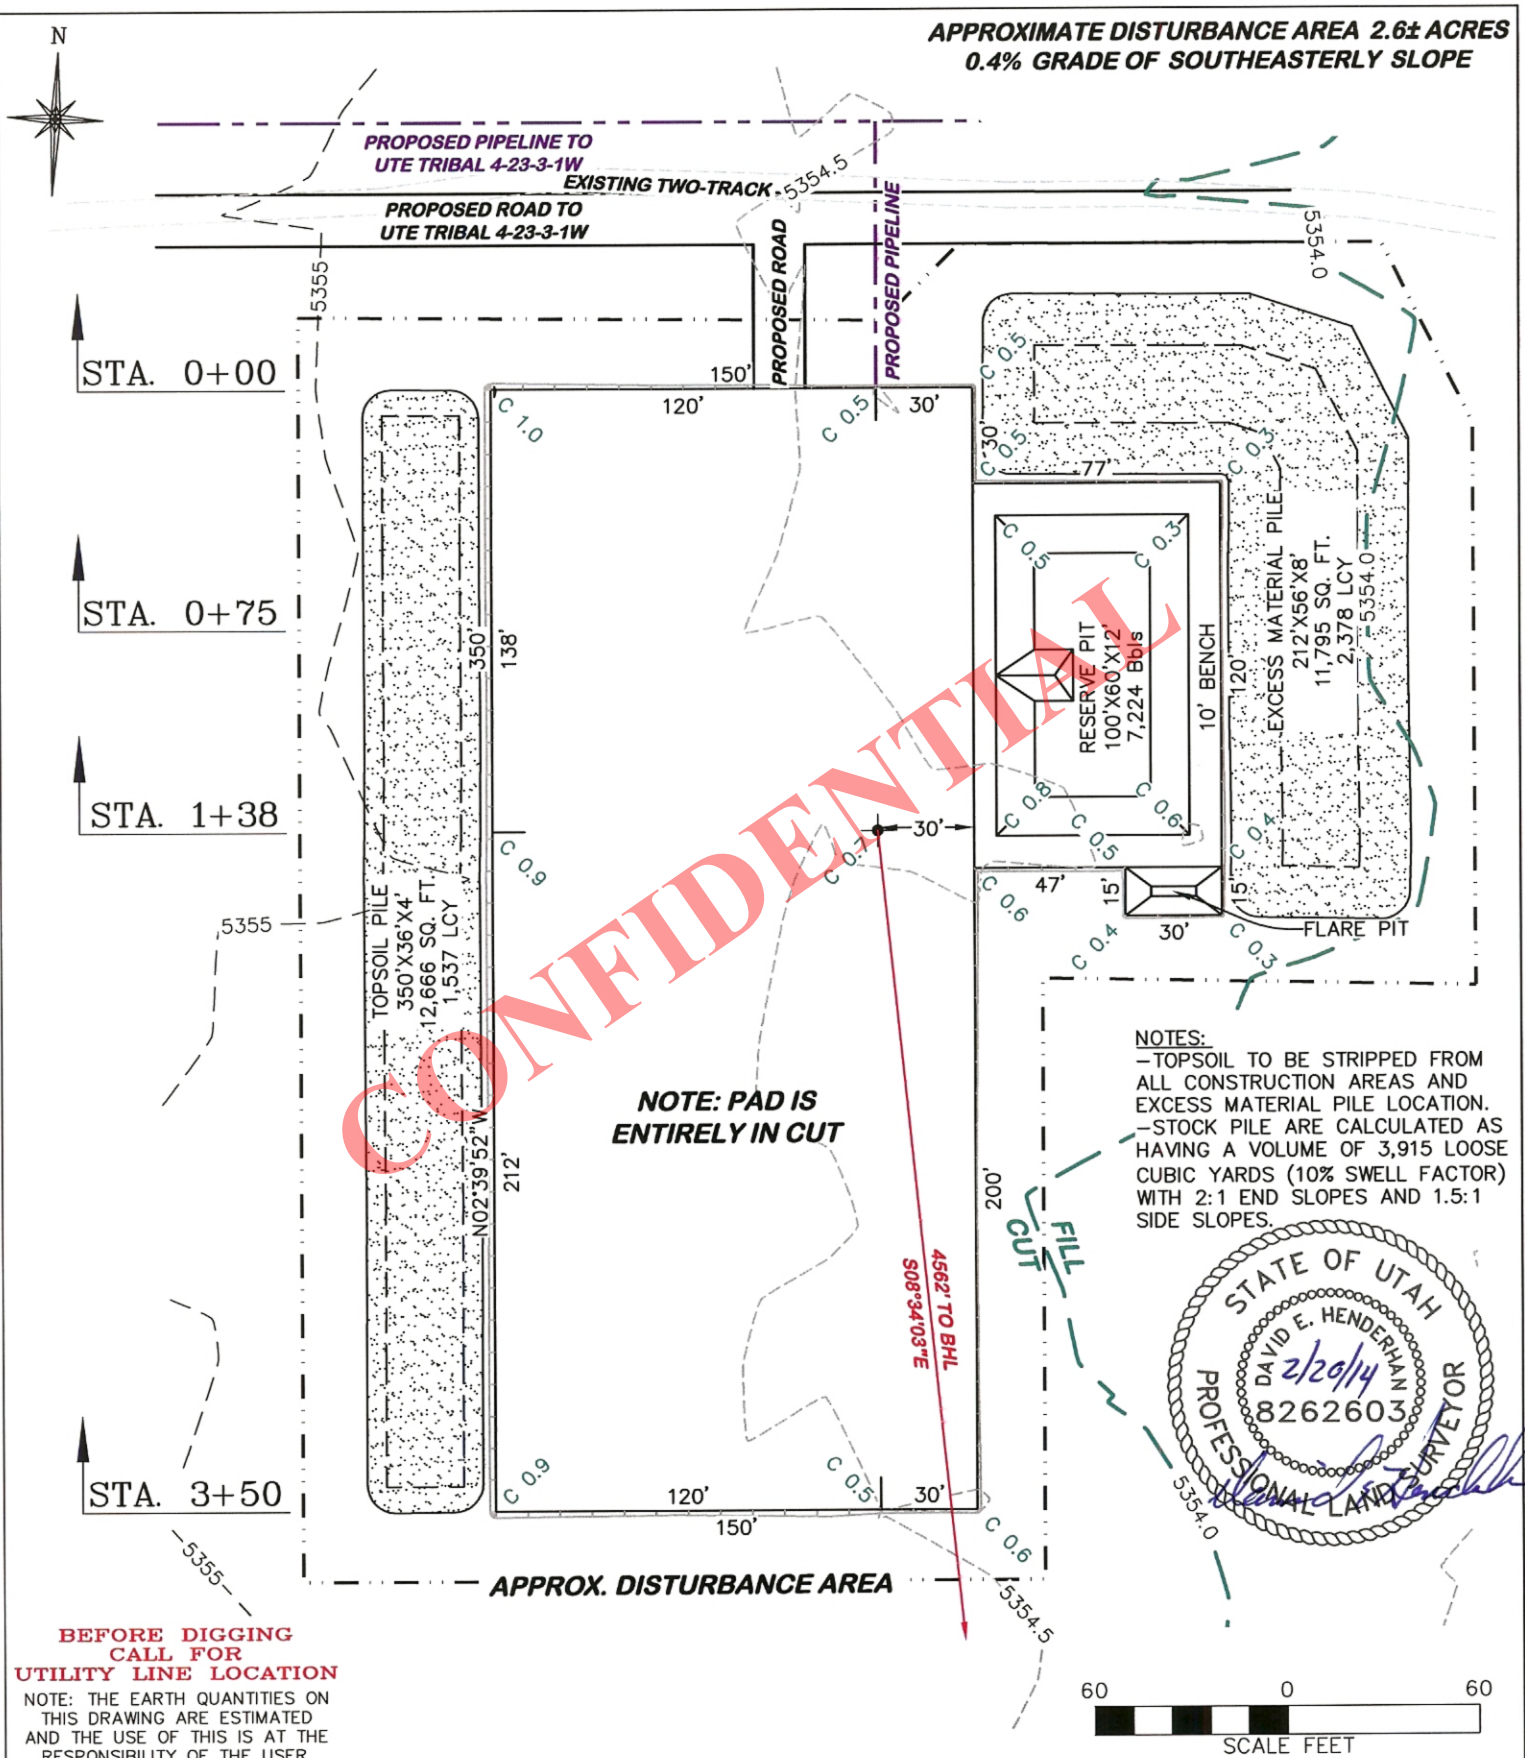 N
APPROXIMATE DISTURBANCE AREA 2.6± ACRES
0.4% GRADE OF SOUTHEASTERLY SLOPE
PROPOSED PIPELINE TO
UTE TRIBAL 4-23-3-1W
EXISTING TWO-TRACK
5354.5
PROPOSED ROAD TO
UTE TRIBAL 4-23-3-1W
PROPOSED ROAD
PROPOSED PIPELINE
5354.0
5355
STA. 0+00
150'
120'
30'
C 1.0
C 0.5
C 0.5
30'
C 0.5
77'
C 0.3
STA. 0+75
350'
138'
C 0.5
C 0.3
RESERVE PIT
100'X60'X12'
7,224 Bbls
10' BENCH
120'
EXCESS MATERIAL PILE
212'X56'X8'
11,795 SQ. FT.
2,378 LCY
5354.0
STA. 1+38
C 0.9
C 0.7
30'
C 0.8
C 0.5
C 0.6
C 0.4
C 0.6
47'
15'
30'
15'
FLARE PIT
C 0.4
C 0.3
5355
TOPSOIL PILE
350'X36'X4'
12,666 SQ. FT.
1,537 LCY
CONFIDENTIAL
NOTE: PAD IS
ENTIRELY IN CUT
N02°39'52"W
212'
200'
FILL
CUT
4562' TO BHL
S08°34'03"E
NOTES:
-TOPSOIL TO BE STRIPPED FROM
ALL CONSTRUCTION AREAS AND
EXCESS MATERIAL PILE LOCATION.
-STOCK PILE ARE CALCULATED AS
HAVING A VOLUME OF 3,915 LOOSE
CUBIC YARDS (10% SWELL FACTOR)
WITH 2:1 END SLOPES AND 1.5:1
SIDE SLOPES.
STATE OF UTAH
DAVID E. HENDERHAN
2/20/14
8262603
PROFESSIONAL LAND SURVEYOR
5354.0
STA. 3+50
C 0.9
C 0.5
120'
30'
150'
C 0.6
5355
APPROX. DISTURBANCE AREA
5354.5
BEFORE DIGGING
CALL FOR
UTILITY LINE LOCATION
NOTE: THE EARTH QUANTITIES ON
THIS DRAWING ARE ESTIMATED
AND THE USE OF THIS IS AT THE
RESPONSIBILITY OF THE USER
60 0 60
SCALE FEET